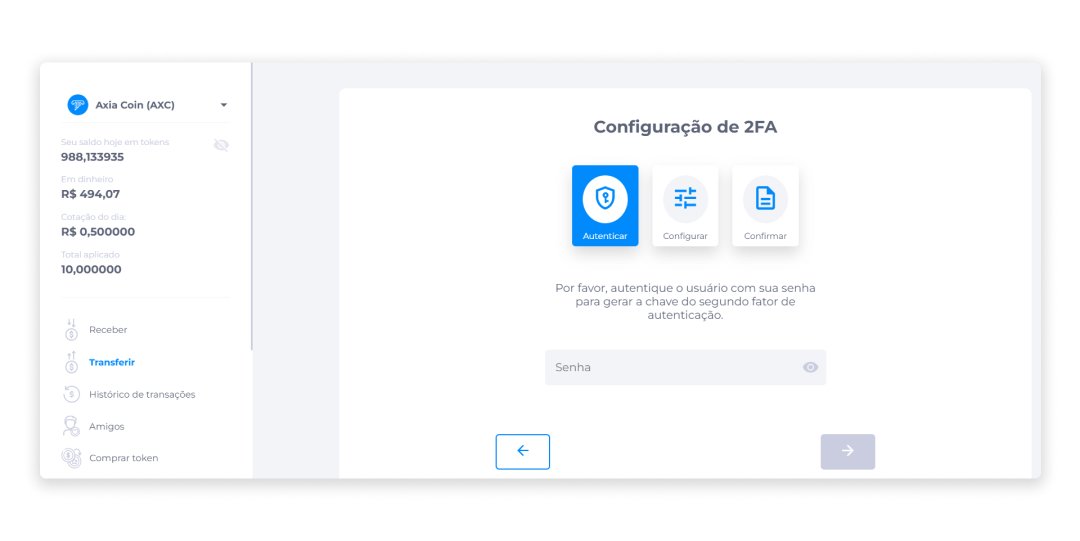 Axia Coin (AXC)
Seu saldo hoje em tokens
988,133935
Em dinheiro
R$ 494,07
Cotação do dia:
R$ 0,500000
Total aplicado
10,000000
Receber
Transferir
Histórico de transações
Amigos
Comprar token
Configuração de 2FA
Autenticar
Configurar
Confirmar
Por favor, autentique o usuário com sua senha
para gerar a chave do segundo fator de
autenticação.
Senha